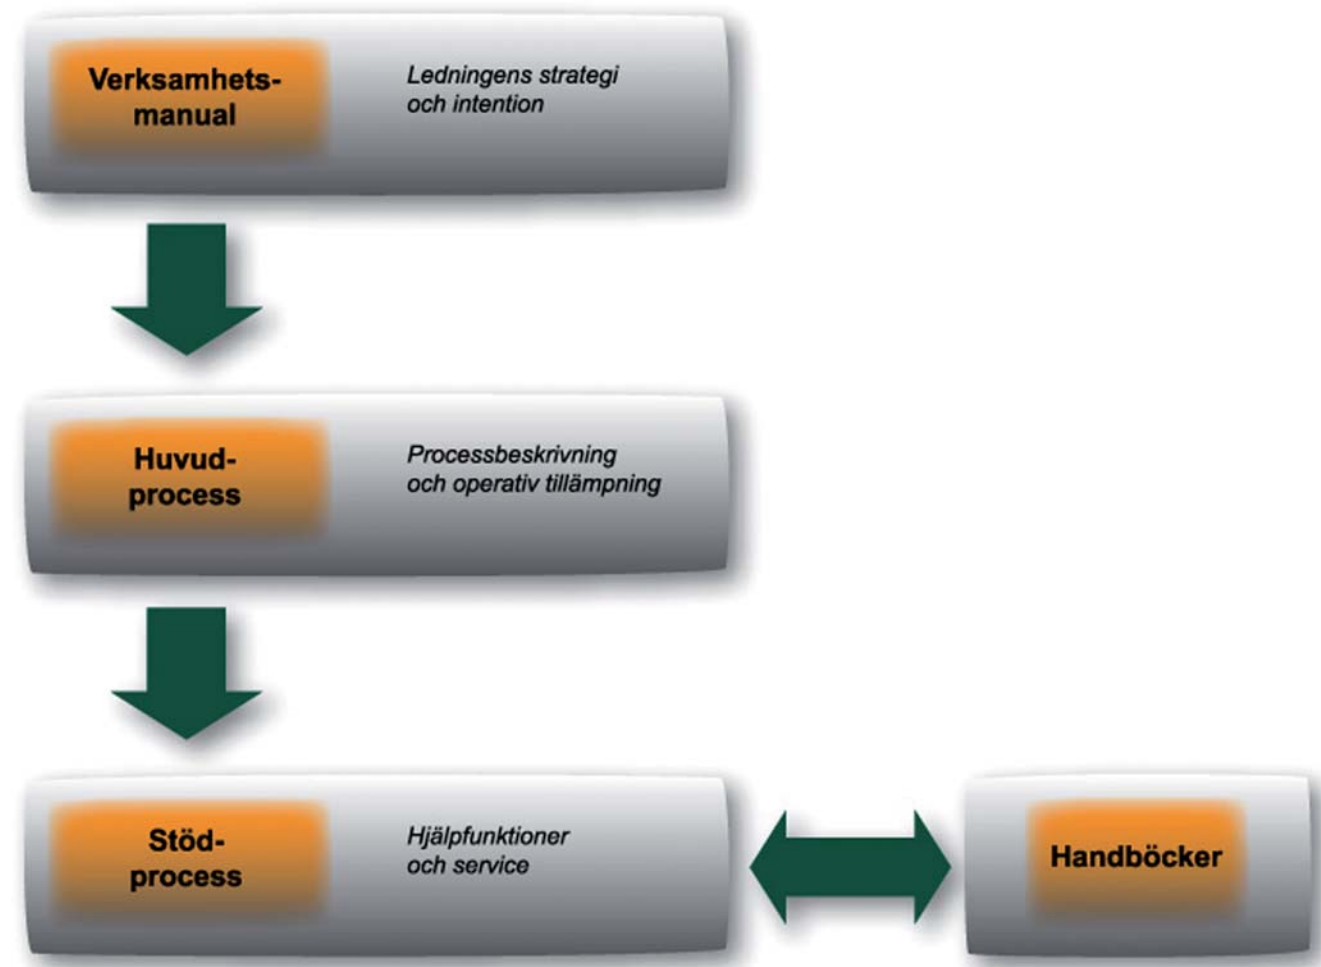 Verksamhets-
manual
Ledningens strategi
och intention
Huvud-
process
Processbeskrivning
och operativ tillämpning
Stöd-
process
Hjälpfunktioner
och service
Handböcker